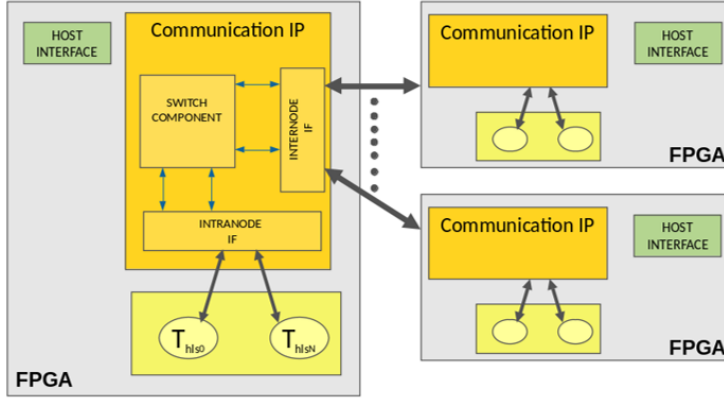 HOST
INTERFACE
Communication IP
SWITCH
COMPONENT
INTERNODE
IF
INTRANODE
IF
T hls0
T hlsN
FPGA
Communication IP
HOST
INTERFACE
FPGA
Communication IP
HOST
INTERFACE
FPGA